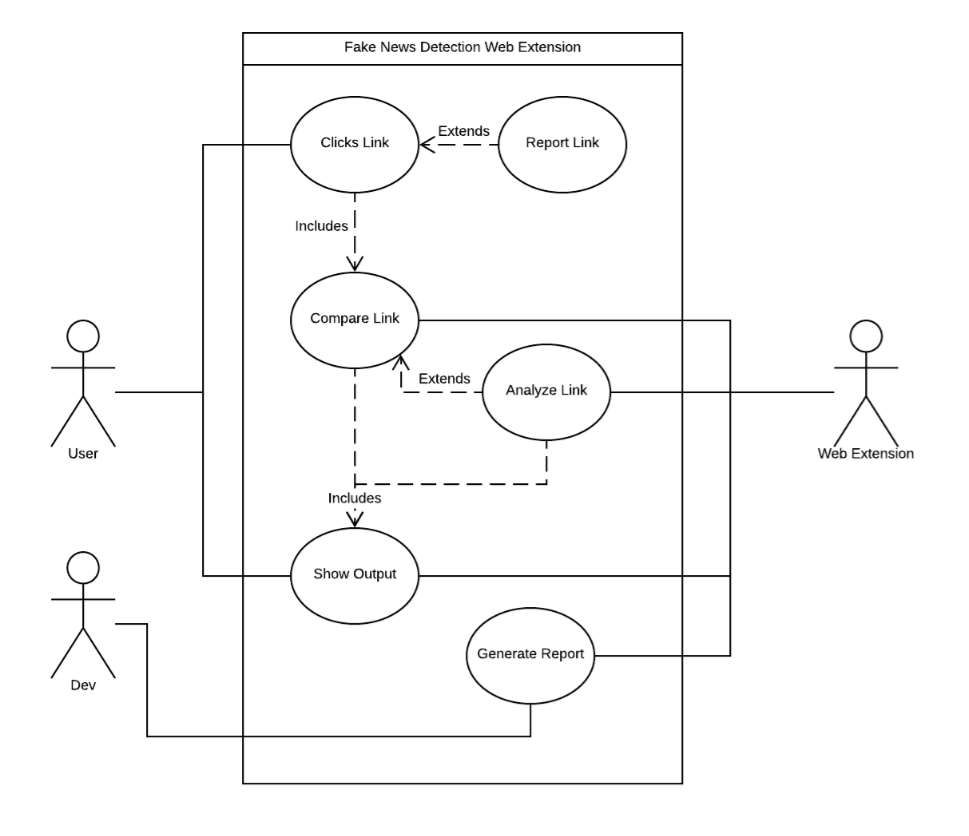 Fake News Detection Web Extension
Clicks Link
Extends
Report Link
Includes
Compare Link
Extends
Analyze Link
User
Web Extension
Includes
Show Output
Generate Report
Dev